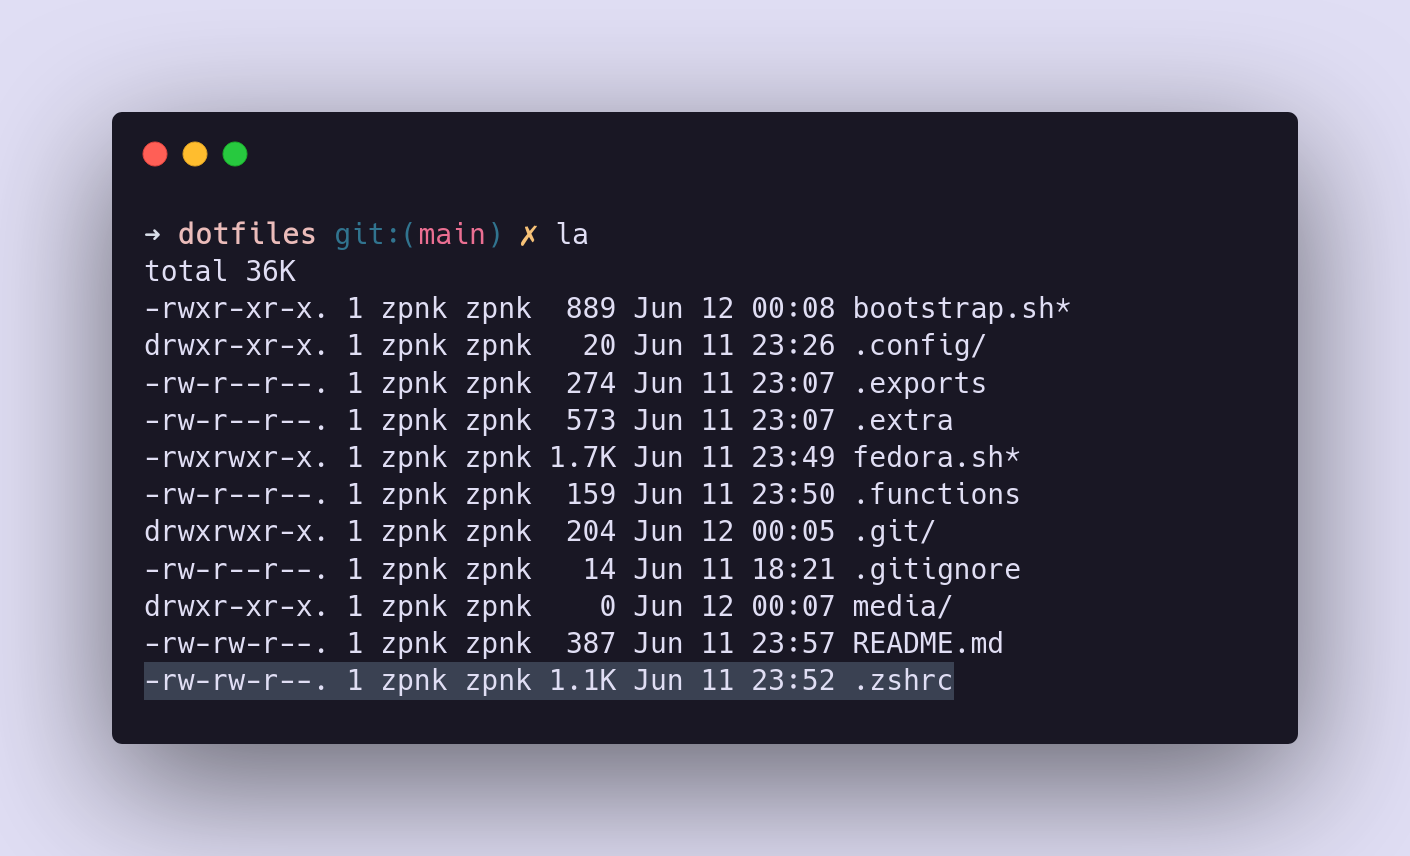 ➜ dotfiles git:(main) ✗ la
total 36K
-rwxr-xr-x. 1 zpnk zpnk  889 Jun 12 00:08 bootstrap.sh*
drwxr-xr-x. 1 zpnk zpnk   20 Jun 11 23:26 .config/
-rw-r--r--. 1 zpnk zpnk  274 Jun 11 23:07 .exports
-rw-r--r--. 1 zpnk zpnk  573 Jun 11 23:07 .extra
-rwxrwxr-x. 1 zpnk zpnk 1.7K Jun 11 23:49 fedora.sh*
-rw-r--r--. 1 zpnk zpnk  159 Jun 11 23:50 .functions
drwxrwxr-x. 1 zpnk zpnk  204 Jun 12 00:05 .git/
-rw-r--r--. 1 zpnk zpnk   14 Jun 11 18:21 .gitignore
drwxr-xr-x. 1 zpnk zpnk    0 Jun 12 00:07 media/
-rw-rw-r--. 1 zpnk zpnk  387 Jun 11 23:57 README.md
-rw-rw-r--. 1 zpnk zpnk 1.1K Jun 11 23:52 .zshrc